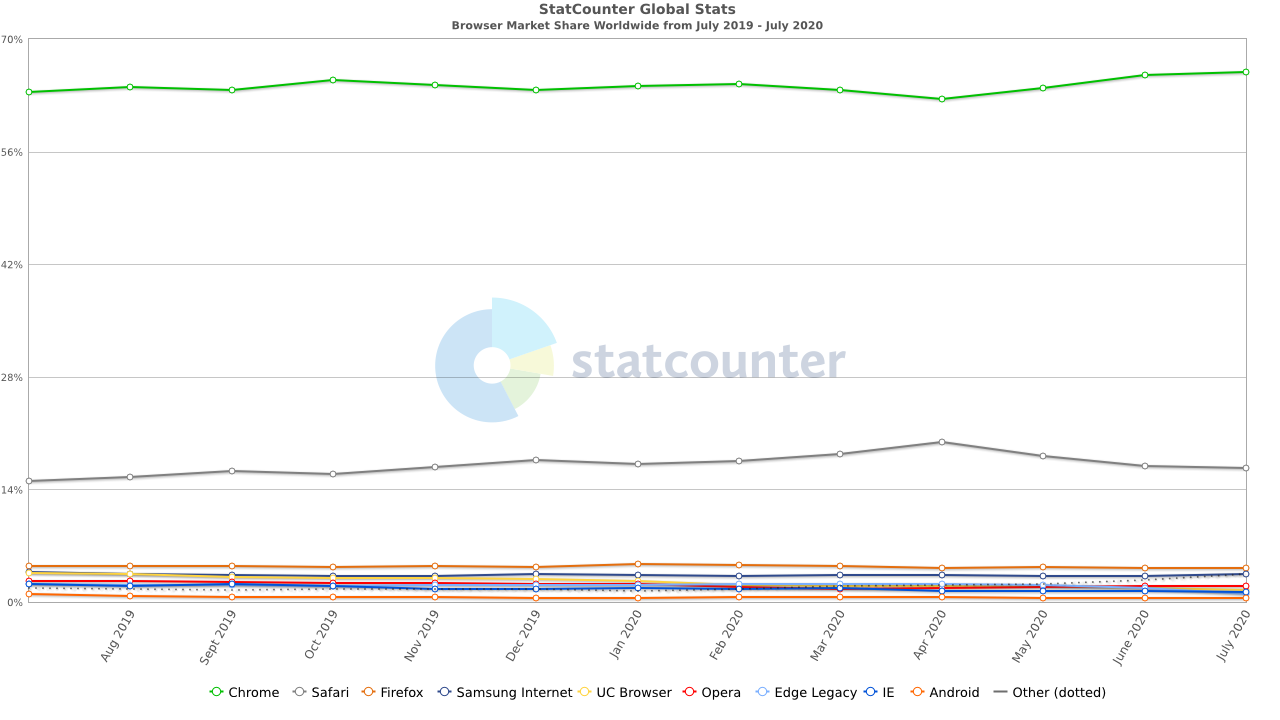 StatCounter Global Stats
Browser Market Share Worldwide from July 2019 - July 2020
70%
56%
42%
28%
14%
0%
statcounter
Aug 2019
Sept 2019
Oct 2019
Nov 2019
Dec 2019
Jan 2020
Feb 2020
Mar 2020
Apr 2020
May 2020
June 2020
July 2020
Chrome Safari Firefox Samsung Internet UC Browser Opera Edge Legacy IE Android Other (dotted)